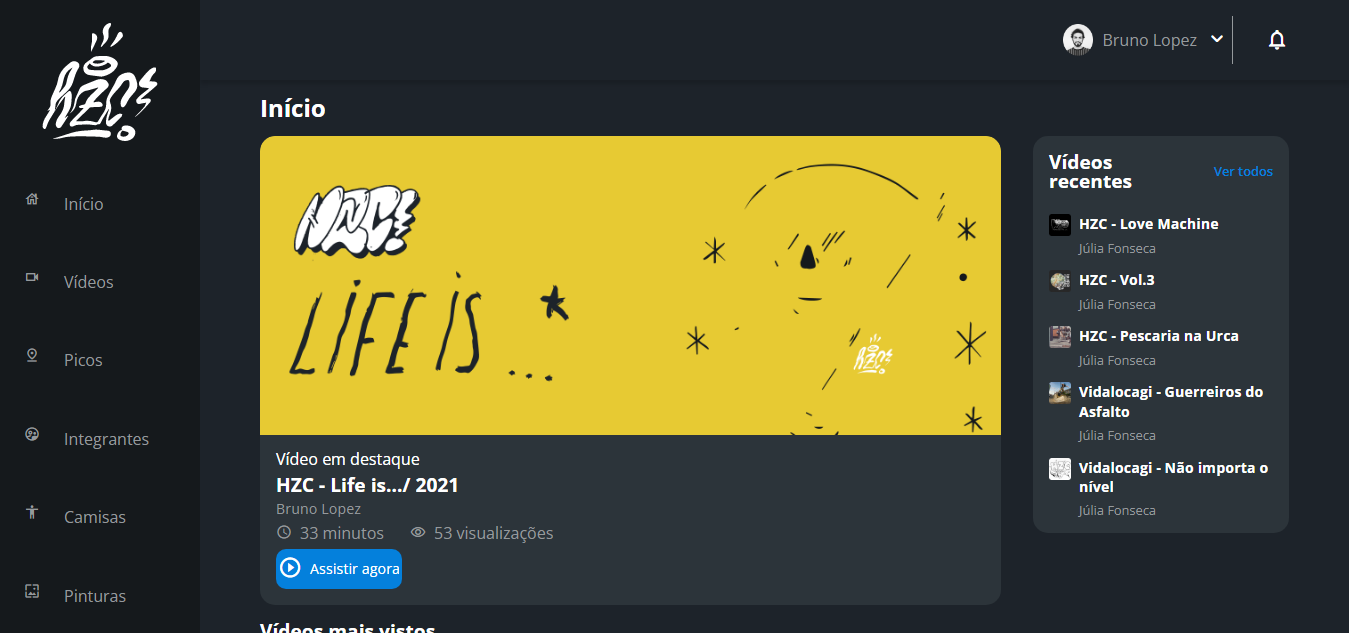 HZC
Bruno Lopez
Início
Início
Vídeos
Picos
Integrantes
Camisas
Pinturas
HZC
LIFE IS ...
HZC
Vídeo em destaque
HZC - Life is.../ 2021
Bruno Lopez
33 minutos
53 visualizações
Assistir agora
Vídeos
recentes
Ver todos
HZC - Love Machine
Júlia Fonseca
HZC - Vol.3
Júlia Fonseca
HZC - Pescaria na Urca
Júlia Fonseca
Vidalocagi - Guerreiros do
Asfalto
Júlia Fonseca
Vidalocagi - Não importa o
nível
Júlia Fonseca
Vídeos mais vistos